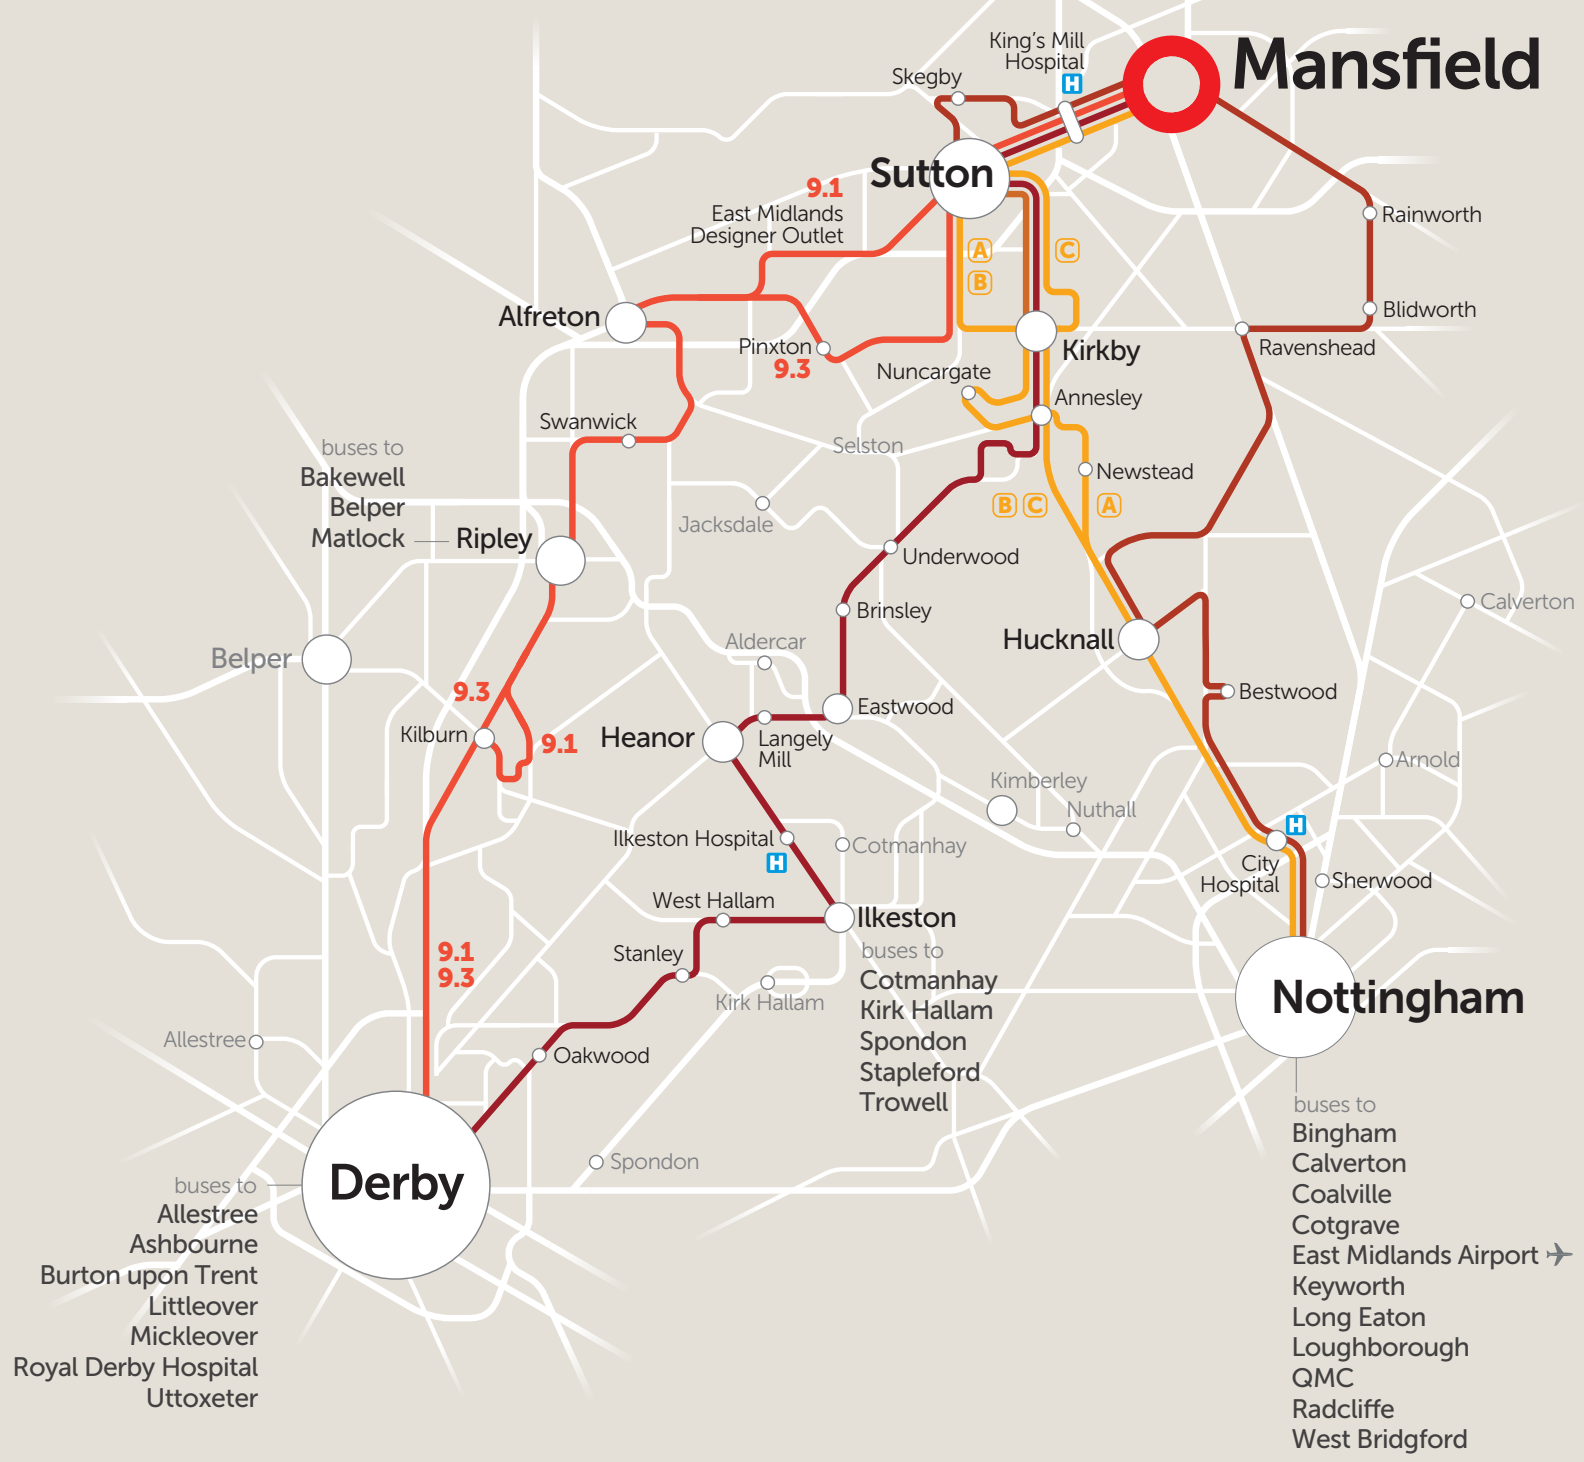 King's Mill
Hospital
H
Mansfield
Skegby
Sutton
9.1
East Midlands
Designer Outlet
Rainworth
A
B
C
Alfreton
Pinxton
9.3
Kirkby
Blidworth
Ravenshead
Nuncargate
Annesley
Swanwick
Selston
Newstead
buses to
Bakewell
Belper
Matlock
Ripley
Jacksdale
B C
A
Underwood
Brinsley
Calverton
Aldercar
Hucknall
Belper
9.3
Bestwood
Eastwood
Kilburn
9.1
Heanor
Langely
Mill
Arnold
Kimberley
Nuthall
Ilkeston Hospital
H
Cotmanhay
H
City
Hospital
Sherwood
West Hallam
Ilkeston
buses to
Cotmanhay
Kirk Hallam
Spondon
Stapleford
Trowell
9.1
9.3
Stanley
Kirk Hallam
Nottingham
Allestree
Oakwood
buses to
Bingham
Calverton
Coalville
Cotgrave
East Midlands Airport
Keyworth
Long Eaton
Loughborough
QMC
Radcliffe
West Bridgford
Spondon
Derby
buses to
Allestree
Ashbourne
Burton upon Trent
Littleover
Mickleover
Royal Derby Hospital
Uttoxeter